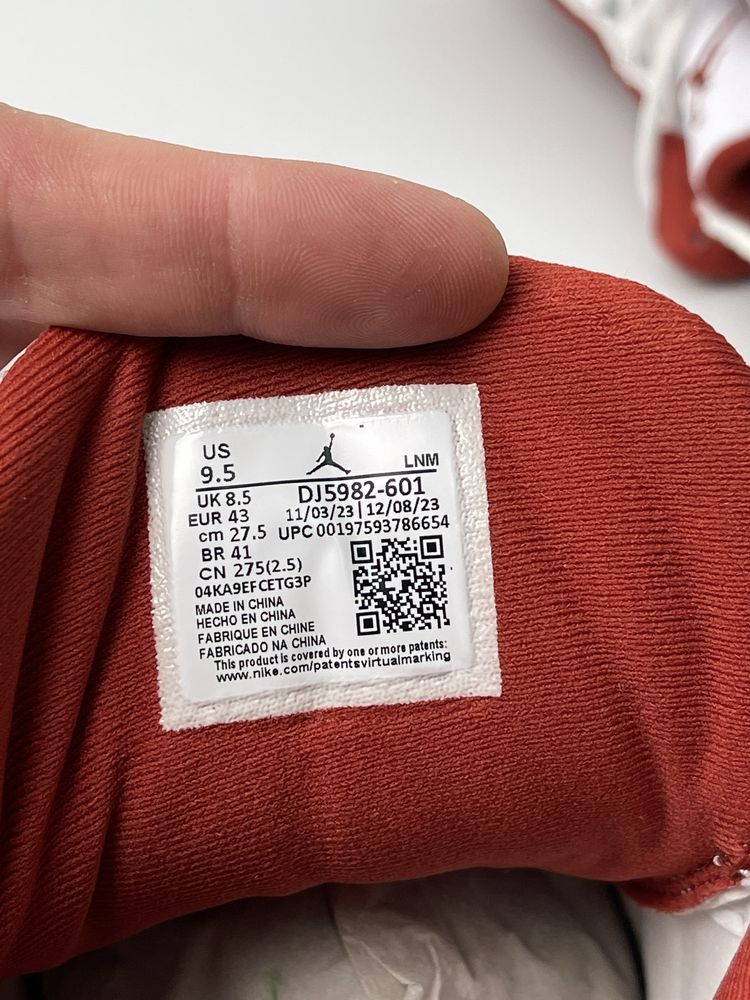 US
9.5
LNM
UK 8.5
DJ5982-601
EUR 43
11/03/23 | 12/08/23
cm 27.5
UPC 00197593786654
BR 41
CN 275(2.5)
04KA9EFCETG3P
MADE IN CHINA
HECHO EN CHINA
FABRIQUE EN CHINE
FABRICADO NA CHINA
This product is covered by one or more patents:
www.nike.com/patentsvirtualmarking